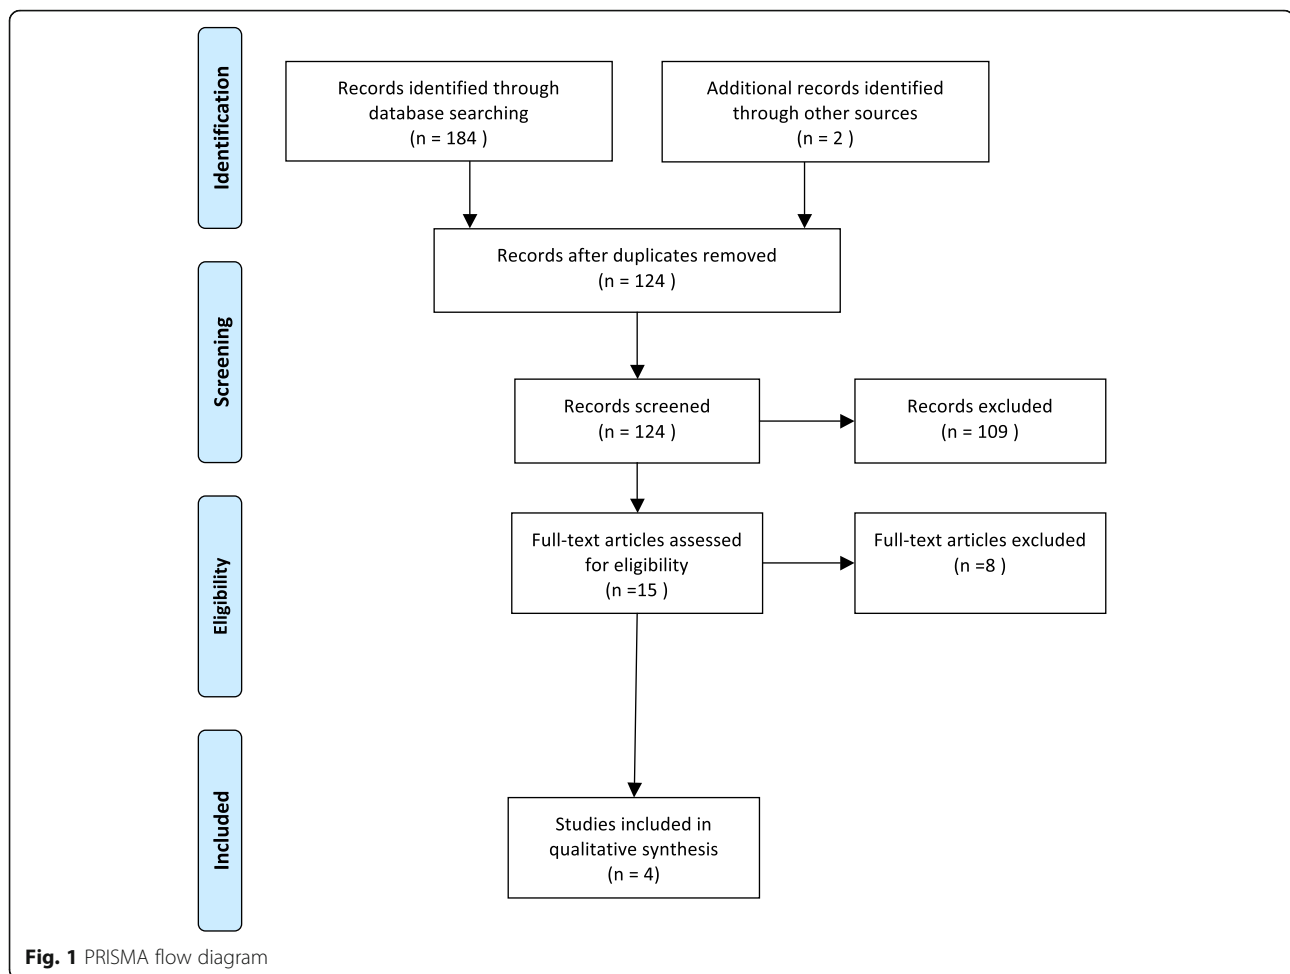 Identification
Records identified through
database searching
(n = 184 )
Additional records identified
through other sources
(n = 2 )
Records after duplicates removed
(n = 124 )
Screening
Records screened
(n = 124 )
Records excluded
(n = 109 )
Eligibility
Full-text articles assessed
for eligibility
(n =15 )
Full-text articles excluded
(n =8 )
Included
Studies included in
qualitative synthesis
(n = 4)
Fig. 1 PRISMA flow diagram